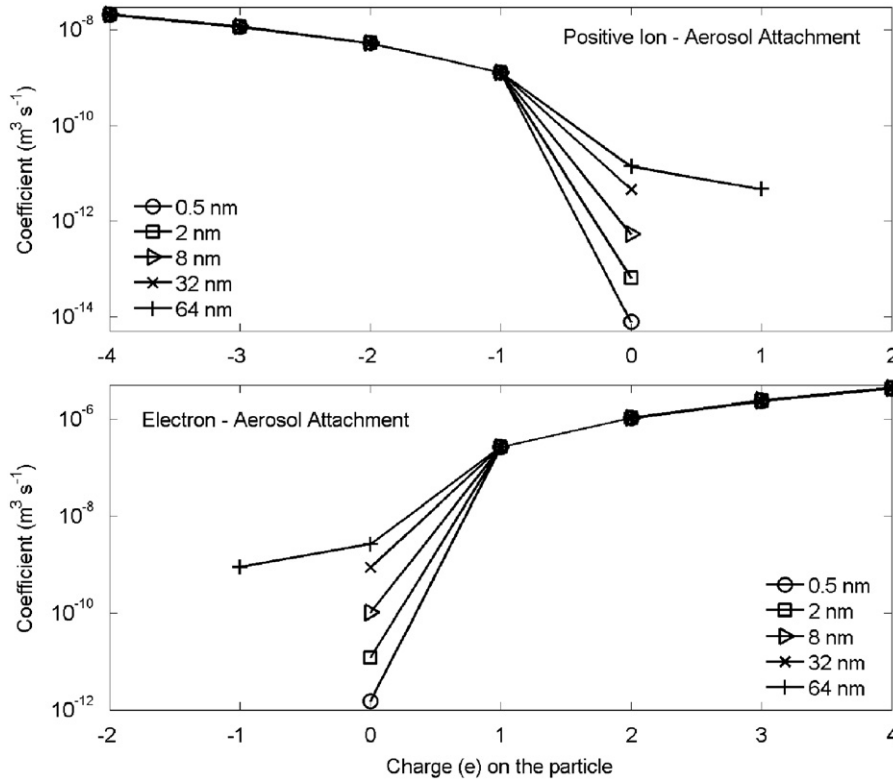 Positive Ion - Aerosol Attachment
Coefficient (m³ s⁻¹)
10⁻⁸
10⁻¹⁰
10⁻¹²
10⁻¹⁴
0.5 nm
2 nm
8 nm
32 nm
64 nm
-4 -3 -2 -1 0 1 2
Electron - Aerosol Attachment
Coefficient (m³ s⁻¹)
10⁻⁶
10⁻⁸
10⁻¹⁰
10⁻¹²
0.5 nm
2 nm
8 nm
32 nm
64 nm
-2 -1 0 1 2 3 4
Charge (e) on the particle